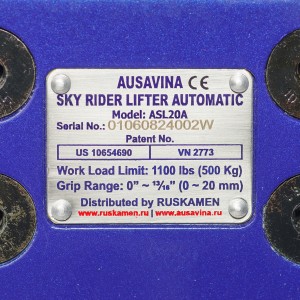 AUSAVINA CE
SKY RIDER LIFTER AUTOMATIC
Model: ASL20A
Serial No.: 01060824002W
Patent No.
US 10654690 VN 2773
Work Load Limit: 1100 lbs (500 Kg)
Grip Range: 0" ~ 13/16" (0 ~ 20 mm)
Distributed by RUSKAMEN
www.ruskamen.ru www.ausavina.ru